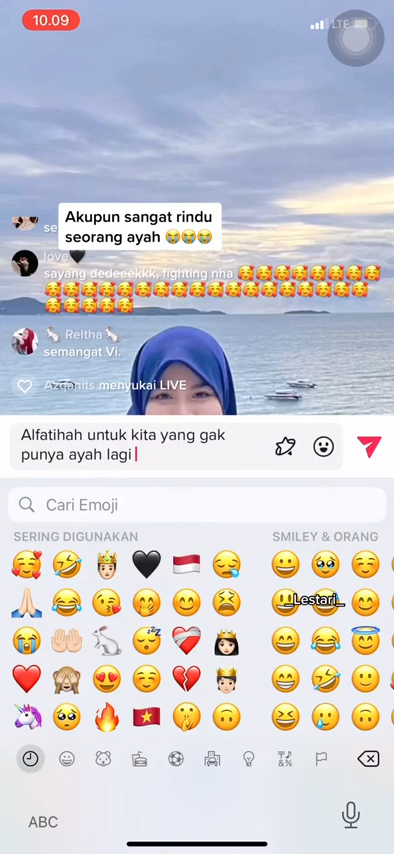 10.09
LTE
Akupun sangat rindu
seorang ayah 😭😭😭
se
love🖤
sayang dedeeekkk, fighting nha 🥰🥰🥰🥰🥰🥰🥰🥰
🥰🥰🥰🥰🥰🥰🥰🥰🥰🥰🥰🥰🥰🥰🥰🥰🥰🥰
🥰🥰🥰🥰🥰
🐇 Reltha🐇
semangat Vi.
menyukai LIVE
Alfatihah untuk kita yang gak
punya ayah lagi
Cari Emoji
SERING DIGUNAKAN
SMILEY & ORANG
_Lestari_
ABC